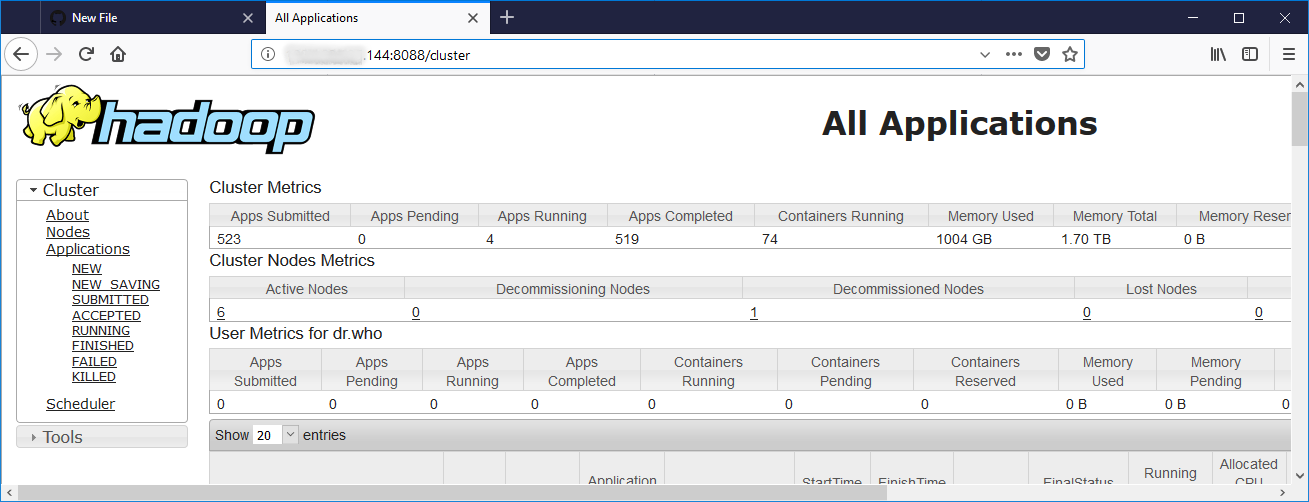 New File
All Applications
.144:8088/cluster
hadoop
All Applications
Cluster
About
Nodes
Applications
NEW
NEW_SAVING
SUBMITTED
ACCEPTED
RUNNING
FINISHED
FAILED
KILLED
Scheduler
Tools
Cluster Metrics
Apps Submitted Apps Pending Apps Running Apps Completed Containers Running Memory Used Memory Total Memory Reser
523 0 4 519 74 1004 GB 1.70 TB 0 B
Cluster Nodes Metrics
Active Nodes Decommissioning Nodes Decommissioned Nodes Lost Nodes
6 0 1 0 0
User Metrics for dr.who
Apps Apps Apps Apps Containers Containers Containers Memory Memory
Submitted Pending Running Completed Running Pending Reserved Used Pending
0 0 0 0 0 0 0 0 B 0 B 0
Show 20 entries
Allocated
Application StartTime FinishTime FinalStatus Running CPU